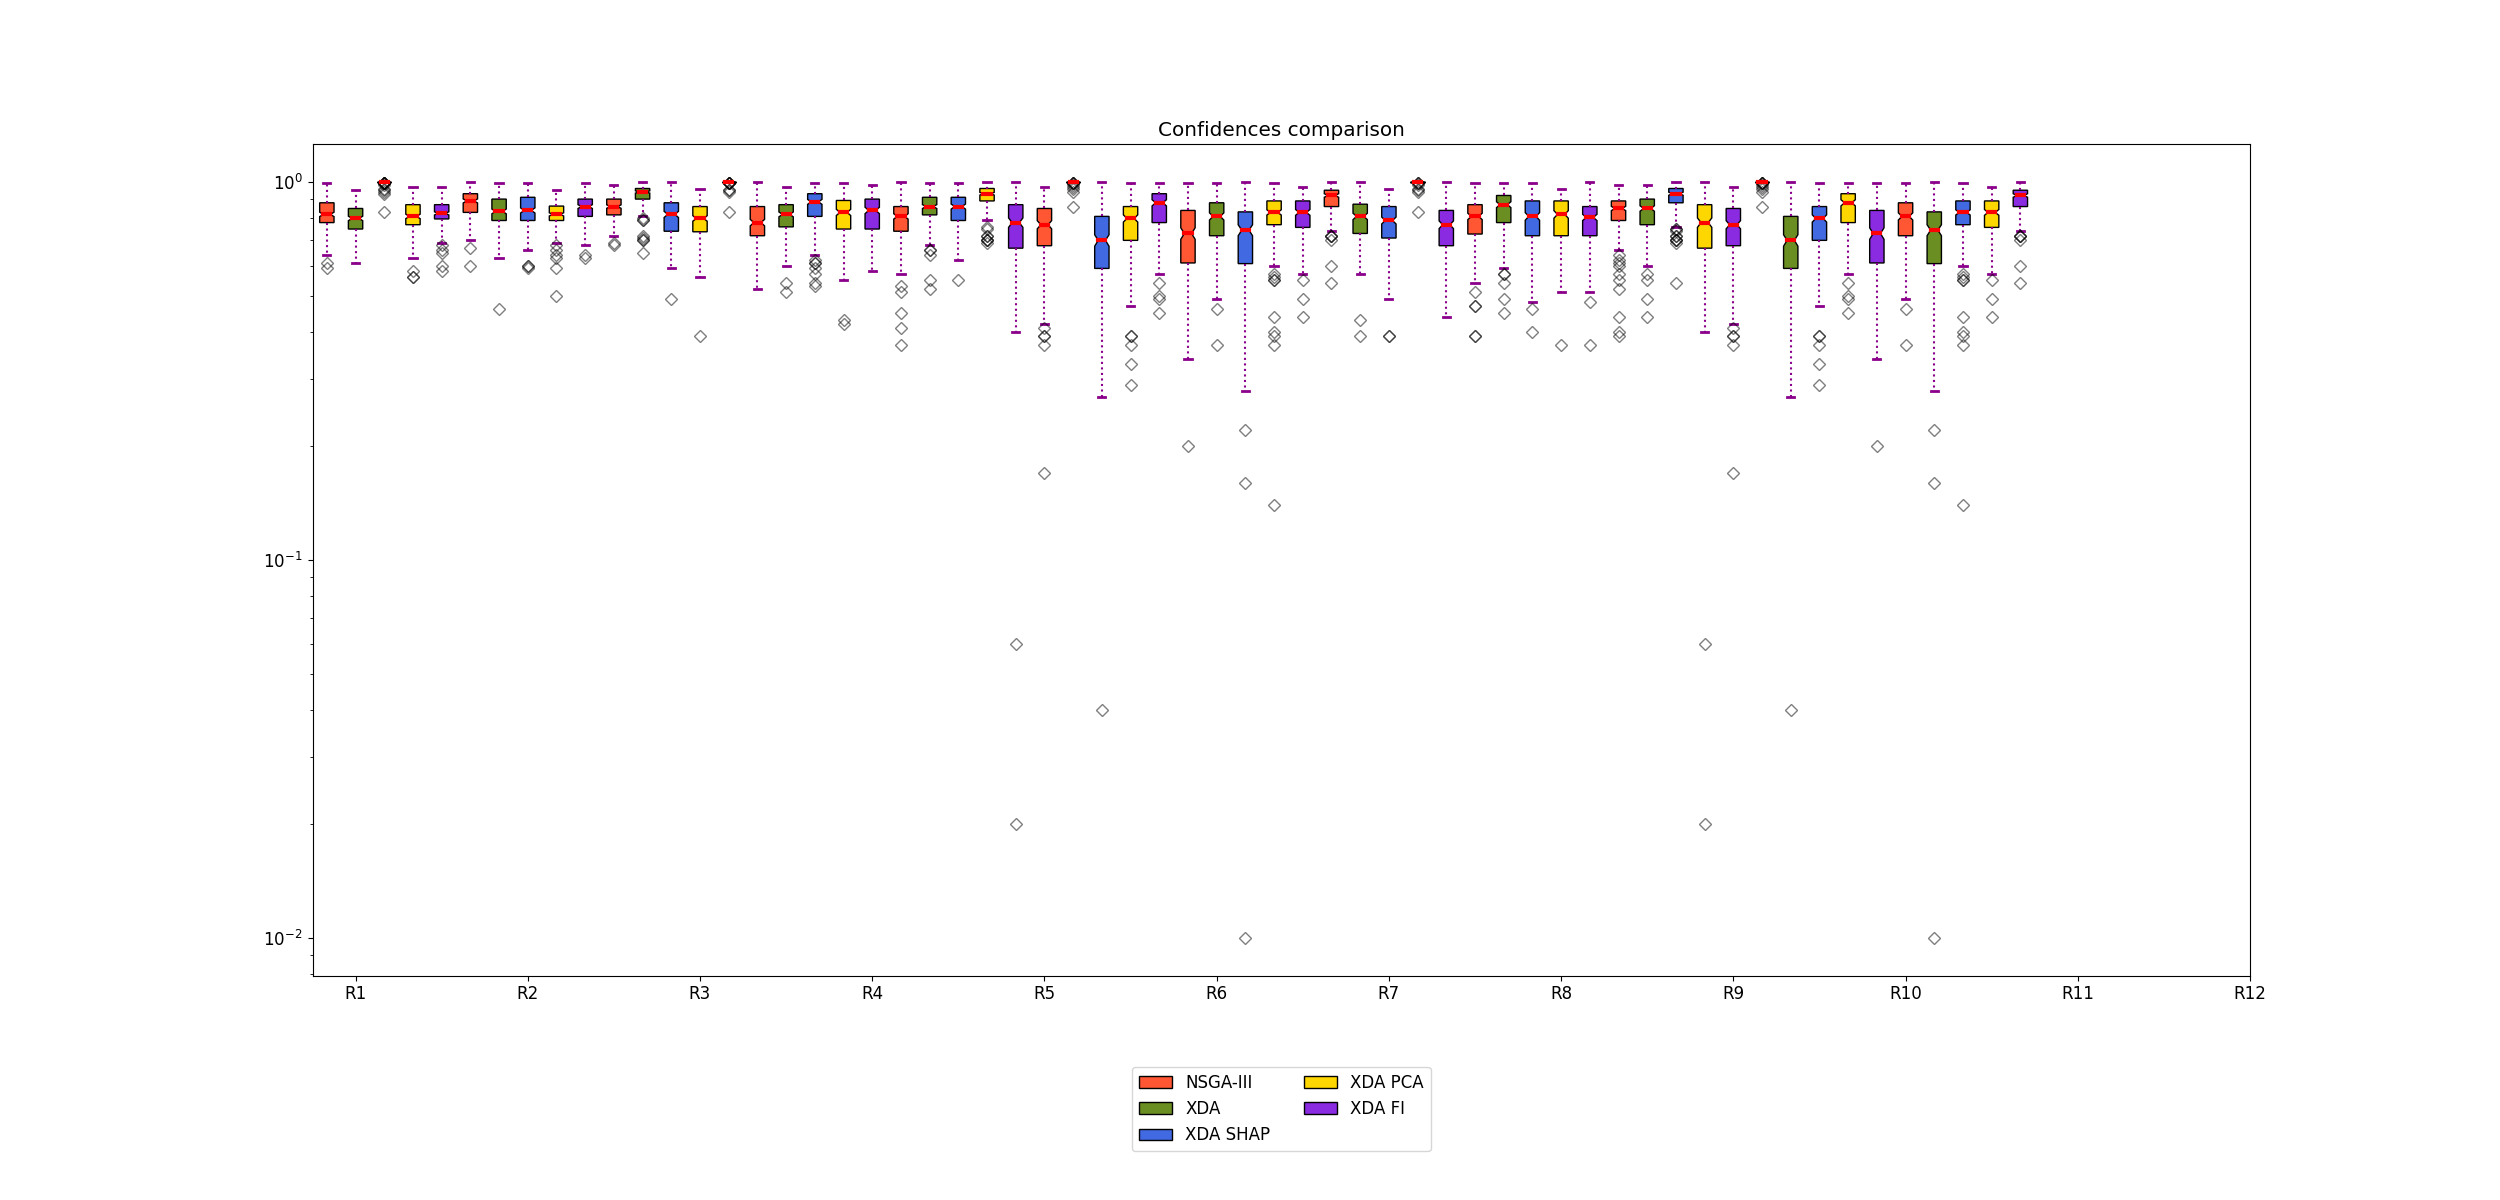 Confidences comparison
10^0
10^-1
10^-2
R1 R2 R3 R4 R5 R6 R7 R8 R9 R10 R11 R12
NSGA-III XDA PCA
XDA XDA FI
XDA SHAP